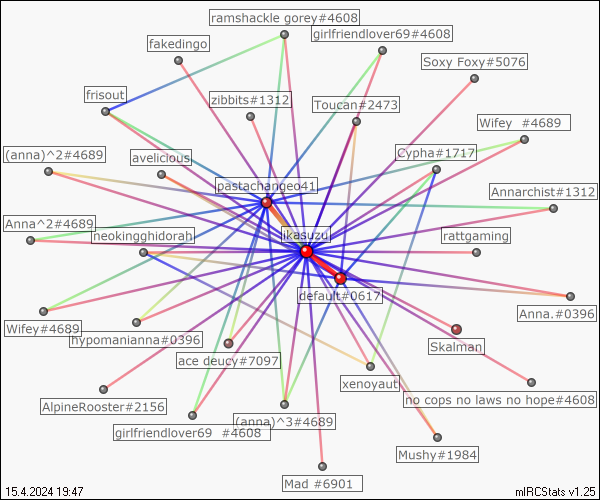 ramshackle gorey#4608
girlfriendlover69#4608
fakedingo
Soxy Foxy#5076
frisout
zibbits#1312
Toucan#2473
Wifey  #4689
(anna)^2#4689
avelicious
Cypha#1717
pastachangeo41
Annarchist#1312
Anna^2#4689
neokingghidorah
ikasuzu
rattgaming
default#0617
Anna.#0396
Wifey#4689
hypomanianna#0396
Skalman
ace deucy#7097
xenoyaut
no cops no laws no hope#4608
AlpineRooster#2156
(anna)^3#4689
girlfriendlover69  #4608
Mushy#1984
Mad #6901
15.4.2024 19:47
mIRCStats v1.25